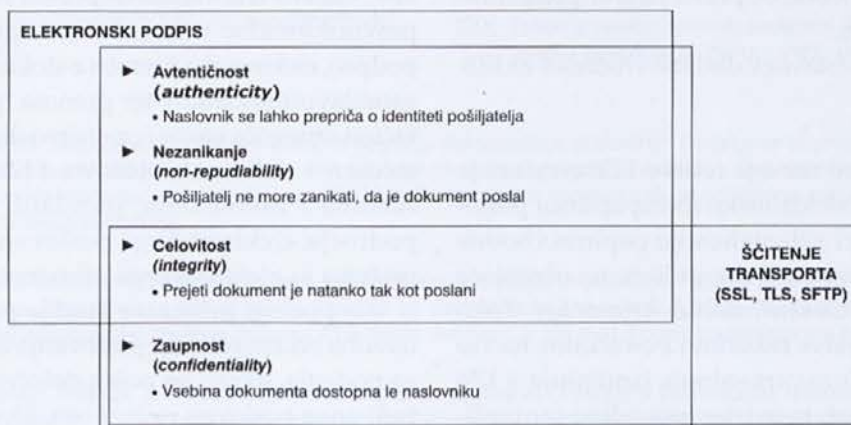 ELEKTRONSKI PODPIS
► Avtentičnost
(authenticity)
• Naslovnik se lahko prepriča o identiteti pošiljatelja
► Nezanikanje
(non-repudiability)
• Pošiljatelj ne more zanikati, da je dokument poslal
► Celovitost
(integrity)
• Prejeti dokument je natanko tak kot poslani
► Zaupnost
(confidentiality)
• Vsebina dokumenta dostopna le naslovniku
ŠČITENJE
TRANSPORTA
(SSL, TLS, SFTP)